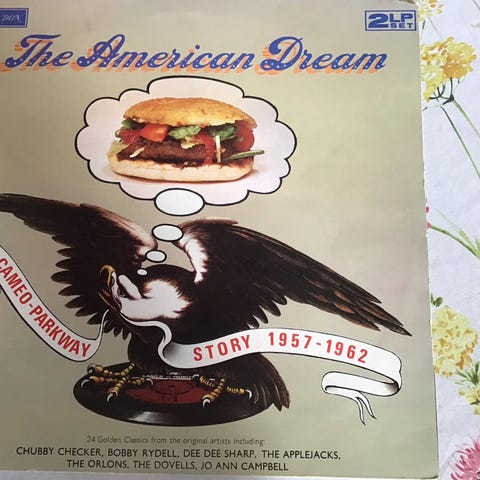 2LP
SET
The American Dream
CAMEO-PARKWAY
STORY 1957-1962
24 Golden Classics from the original artists including:
CHUBBY CHECKER, BOBBY RYDELL, DEE DEE SHARP, THE APPLEJACKS,
THE ORLONS, THE DOVELLS, JO ANN CAMPBELL